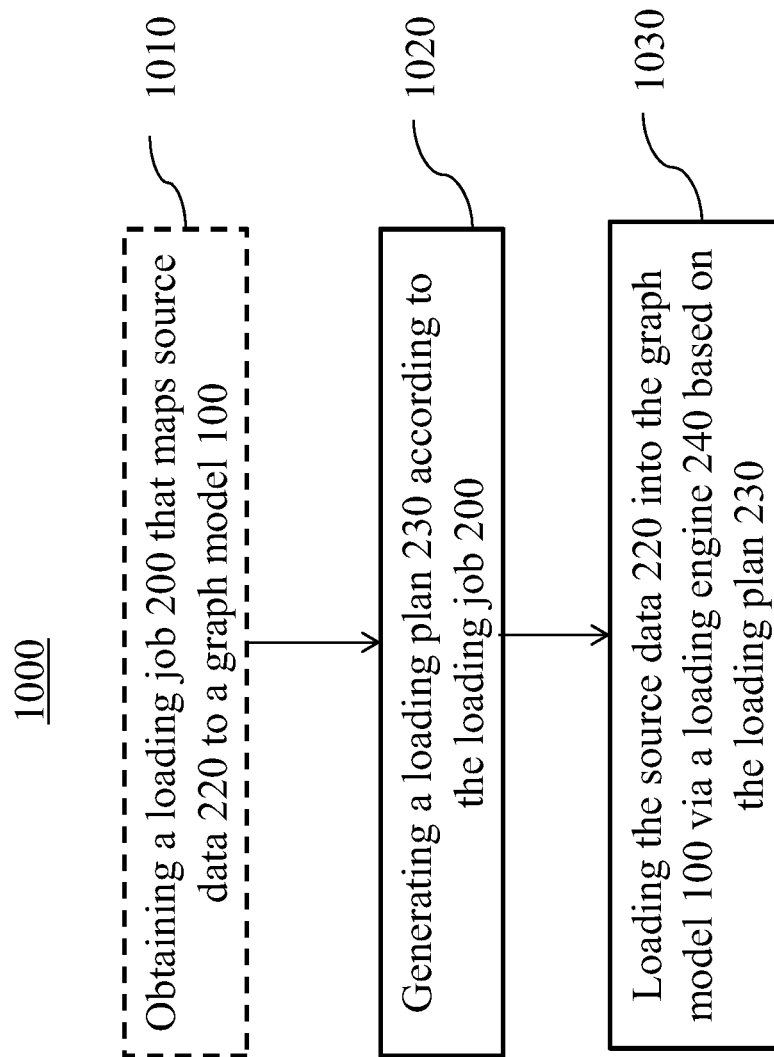 1000
Obtaining a loading job 200 that maps source
data 220 to a graph model 100
1010
Generating a loading plan 230 according to
the loading job 200
1020
Loading the source data 220 into the graph
model 100 via a loading engine 240 based on
the loading plan 230
1030